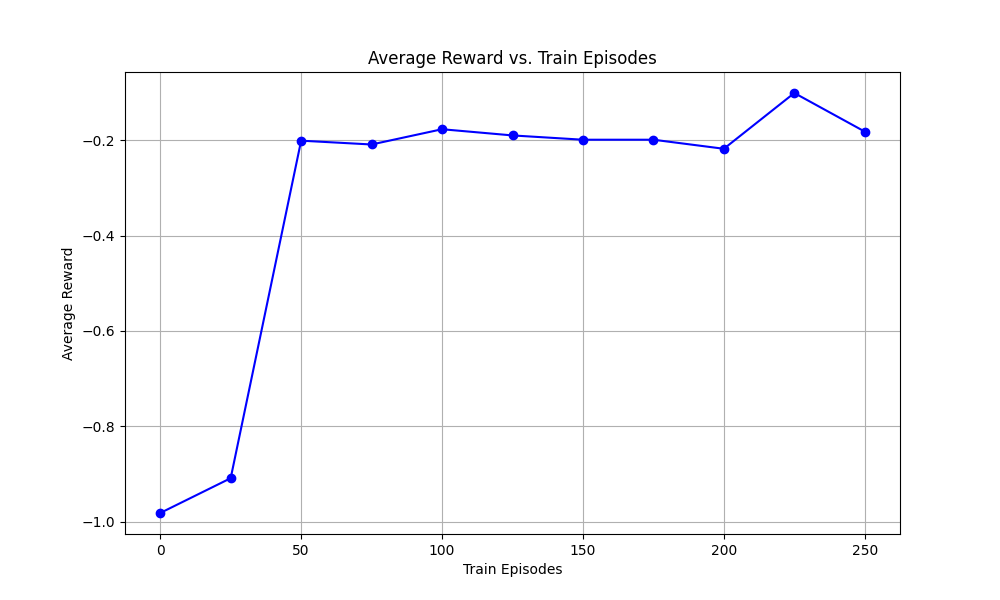 Average Reward vs. Train Episodes
Average Reward
−0.2
−0.4
−0.6
−0.8
−1.0
0 50 100 150 200 250
Train Episodes